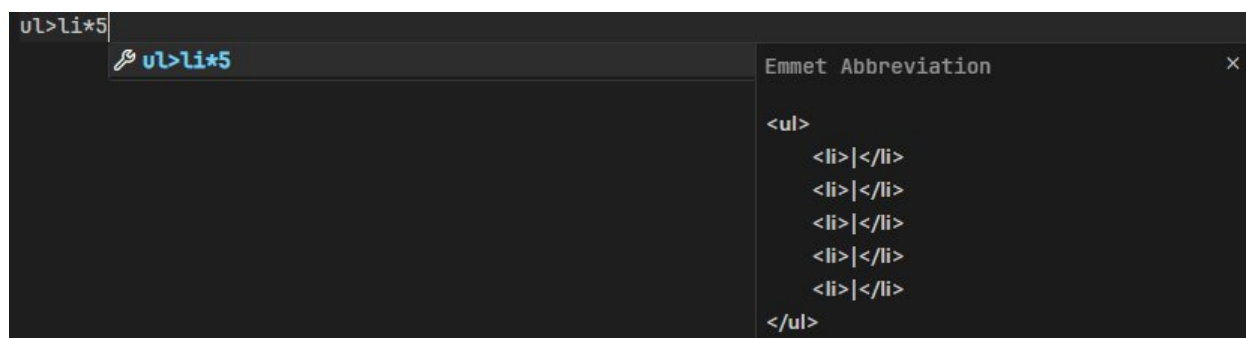 ul>li*5
ul>li*5
Emmet Abbreviation ×
<ul>
<li>|</li>
<li>|</li>
<li>|</li>
<li>|</li>
<li>|</li>
</ul>